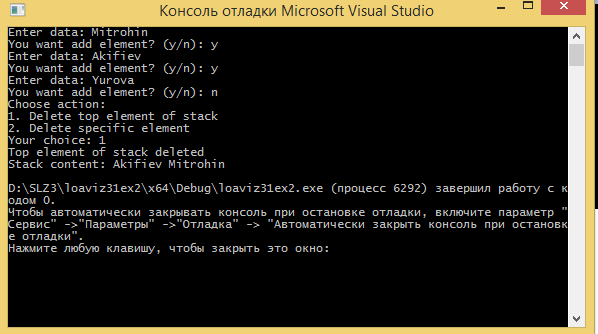 Консоль отладки Microsoft Visual Studio
Enter data: Mitrohin
You want add element? (y/n): y
Enter data: Akifiev
You want add element? (y/n): y
Enter data: Yurova
You want add element? (y/n): n
Choose action:
1. Delete top element of stack
2. Delete specific element
Your choice: 1
Top element of stack deleted
Stack content: Akifiev Mitrohin
D:\SLZ3\loaviz31ex2\x64\Debug\loaviz31ex2.exe (процесс 6292) завершил работу с к
одом 0.
Чтобы автоматически закрывать консоль при остановке отладки, включите параметр "
Сервис" ->"Параметры" ->"Отладка" -> "Автоматически закрыть консоль при остановк
е отладки".
Нажмите любую клавишу, чтобы закрыть это окно: